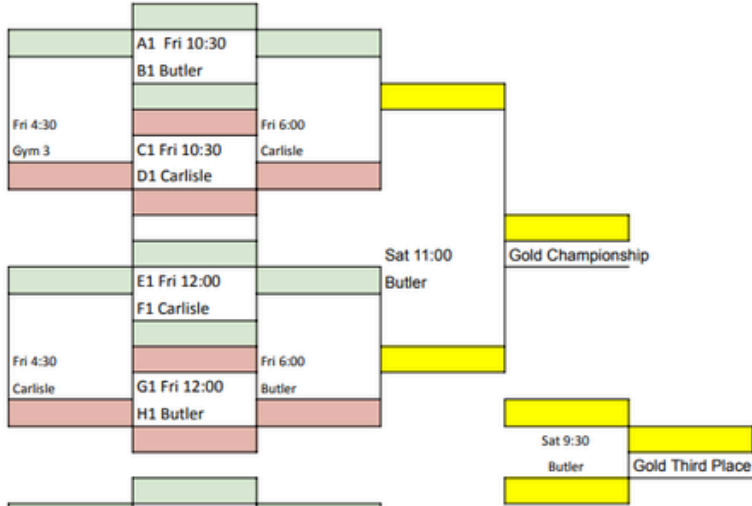 A1 Fri 10:30
B1 Butler
Fri 4:30
Gym 3
Fri 6:00
Carlisle
C1 Fri 10:30
D1 Carlisle
Sat 11:00
Butler
Gold Championship
E1 Fri 12:00
F1 Carlisle
Fri 4:30
Carlisle
Fri 6:00
Butler
G1 Fri 12:00
H1 Butler
Sat 9:30
Butler
Gold Third Place